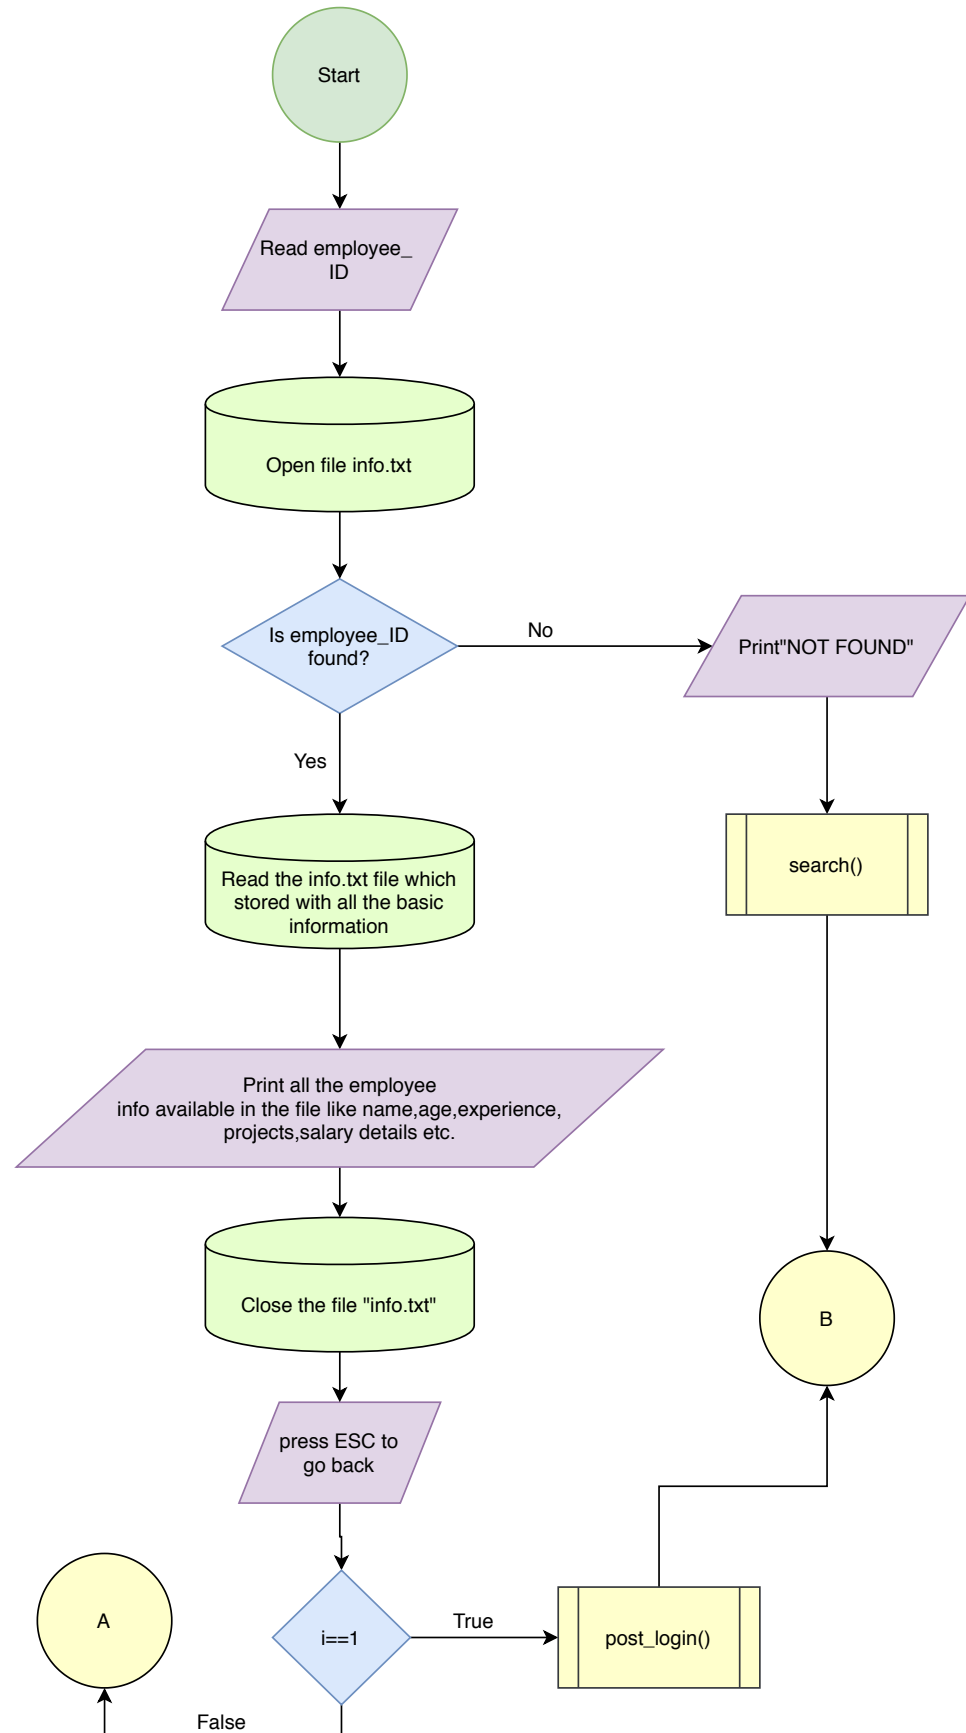 Start
Read employee_
ID
Open file info.txt
Is employee_ID
found?
No
Print"NOT FOUND"
Yes
search()
Read the info.txt file which
stored with all the basic
information
Print all the employee
info available in the file like name,age,experience,
projects,salary details etc.
Close the file "info.txt"
B
press ESC to
go back
A
i==1
True
post_login()
False